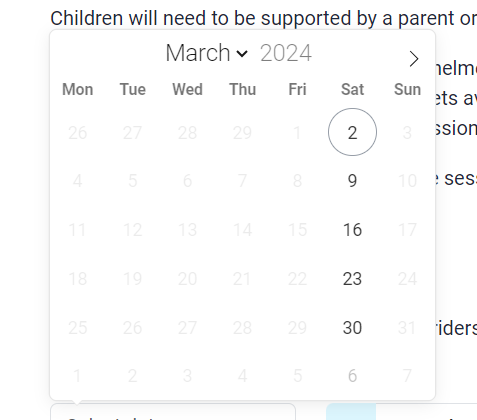 Children will need to be supported by a parent or
March 2024
Mon Tue Wed Thu Fri Sat Sun
26 27 28 29 1 2 3
4 5 6 7 8 9 10
11 12 13 14 15 16 17
18 19 20 21 22 23 24
25 26 27 28 29 30 31
1 2 3 4 5 6 7
riders